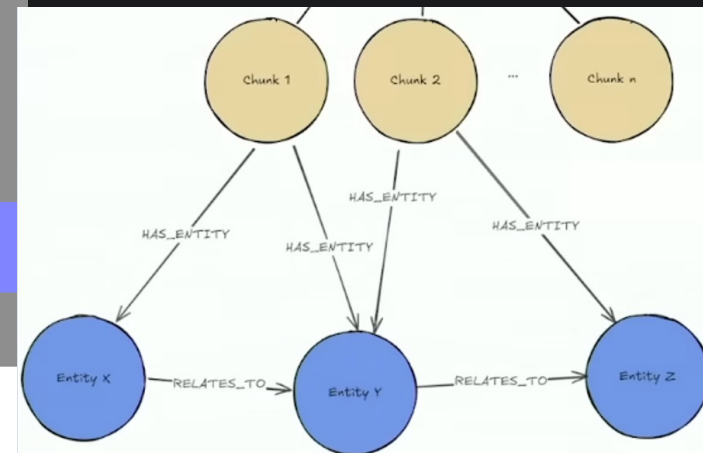 Chunk 1
Chunk 2
...
Chunk n
HAS_ENTITY
HAS_ENTITY
HAS_ENTITY
HAS_ENTITY
Entity X
RELATES_TO
Entity Y
RELATES_TO
Entity Z